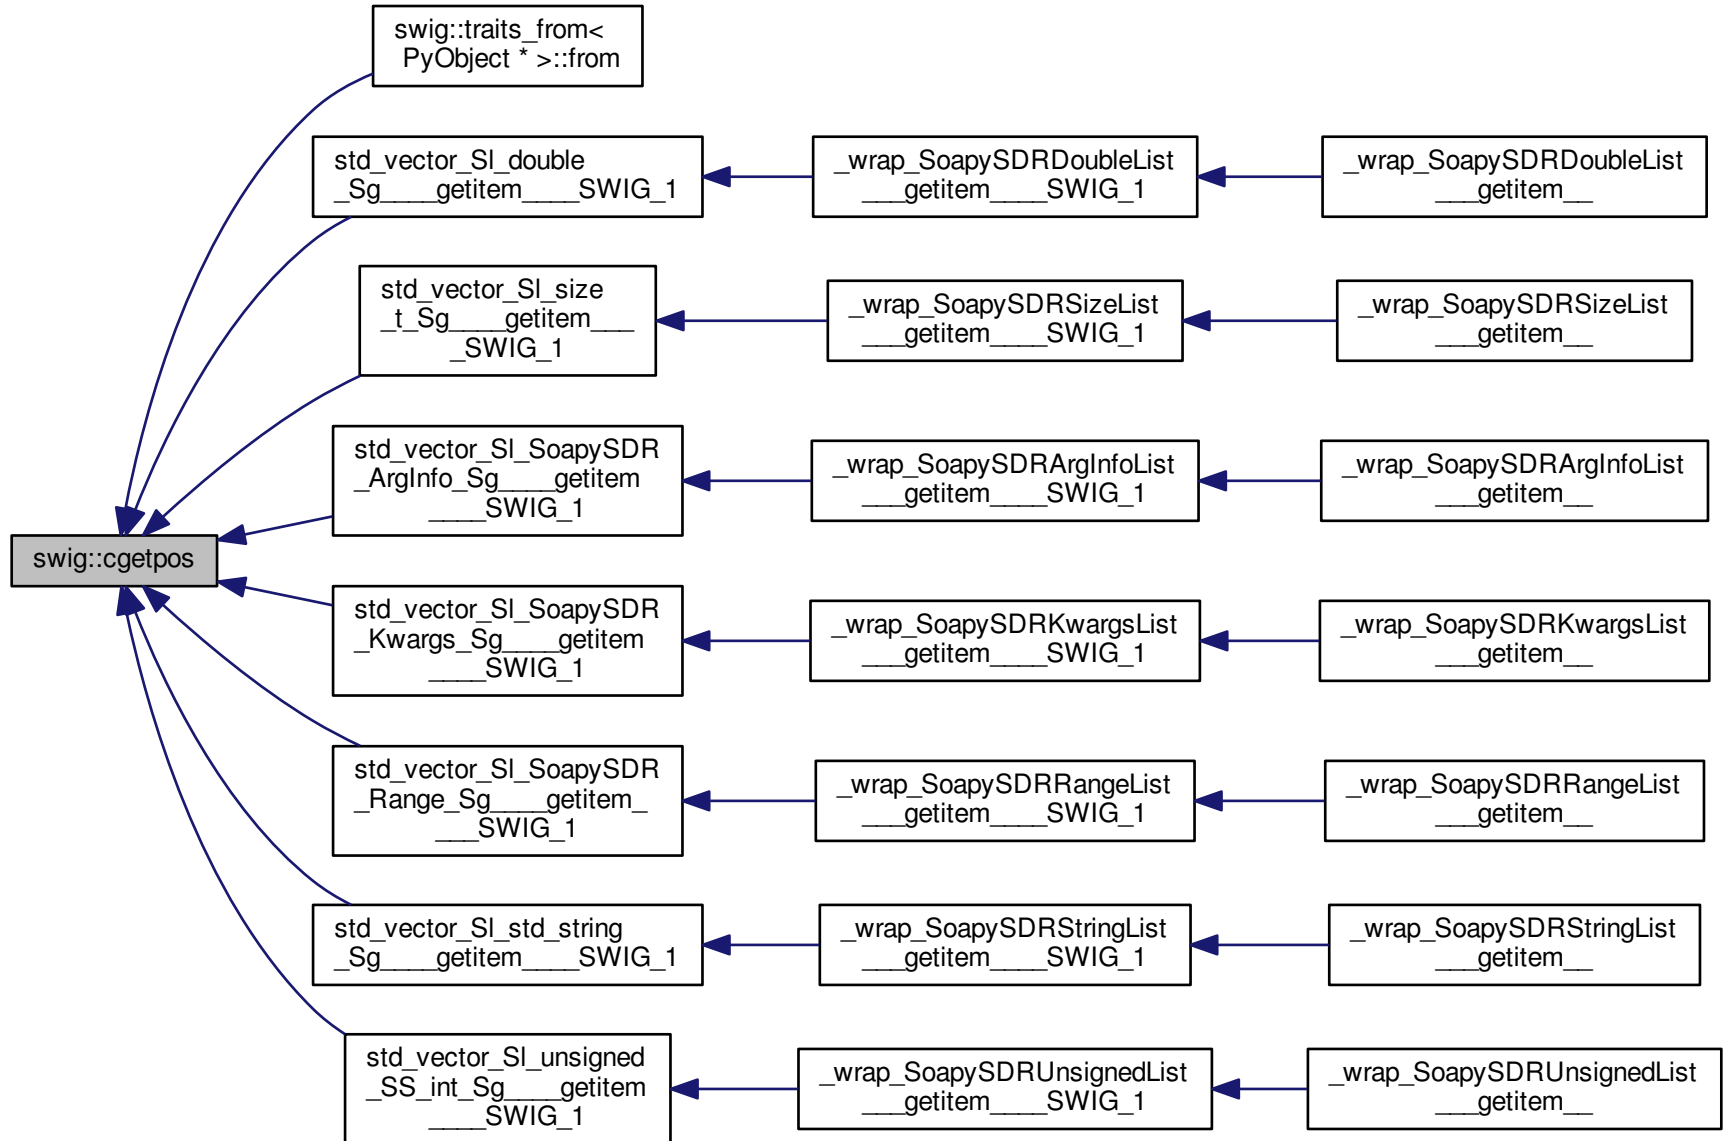 swig::traits_from<
PyObject * >::from
std_vector_Sl_double
_Sg____getitem____SWIG_1
_wrap_SoapySDRDoubleList
___getitem____SWIG_1
_wrap_SoapySDRDoubleList
___getitem__
std_vector_Sl_size
_t_Sg____getitem___
_SWIG_1
_wrap_SoapySDRSizeList
___getitem____SWIG_1
_wrap_SoapySDRSizeList
___getitem__
std_vector_Sl_SoapySDR
_ArgInfo_Sg____getitem
____SWIG_1
_wrap_SoapySDRArgInfoList
___getitem____SWIG_1
_wrap_SoapySDRArgInfoList
___getitem__
swig::cgetpos
std_vector_Sl_SoapySDR
_Kwargs_Sg____getitem
____SWIG_1
_wrap_SoapySDRKwargsList
___getitem____SWIG_1
_wrap_SoapySDRKwargsList
___getitem__
std_vector_Sl_SoapySDR
_Range_Sg____getitem_
___SWIG_1
_wrap_SoapySDRRangeList
___getitem____SWIG_1
_wrap_SoapySDRRangeList
___getitem__
std_vector_Sl_std_string
_Sg____getitem____SWIG_1
_wrap_SoapySDRStringList
___getitem____SWIG_1
_wrap_SoapySDRStringList
___getitem__
std_vector_Sl_unsigned
_SS_int_Sg____getitem
____SWIG_1
_wrap_SoapySDRUnsignedList
___getitem____SWIG_1
_wrap_SoapySDRUnsignedList
___getitem__